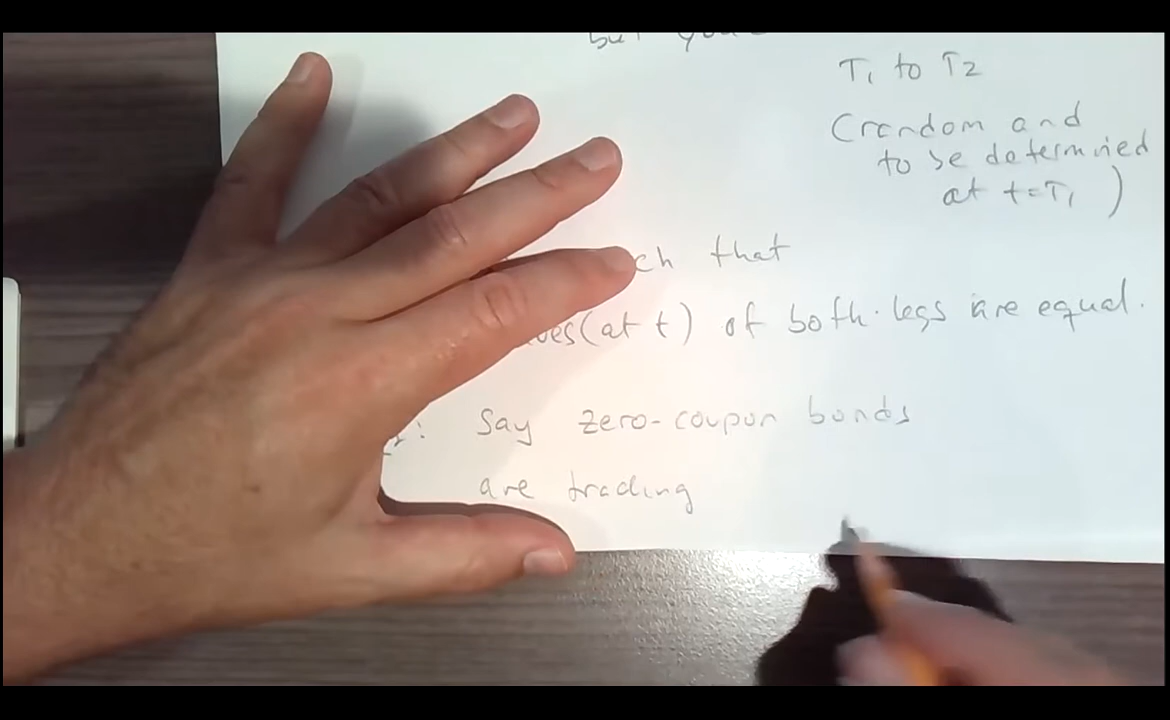 T1 to T2
(random and
to be determined
at t=T1 )
that
(at t) of both legs are equal.
Say zero-coupon bonds
are trading